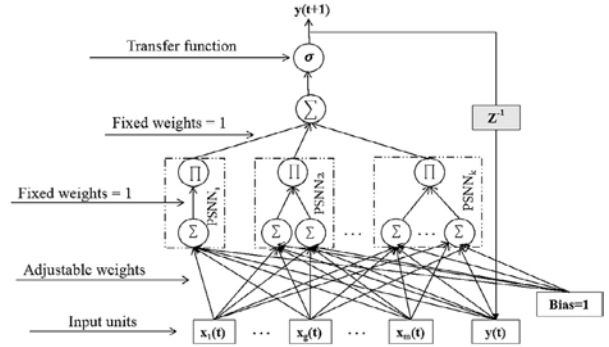 y(t+1)
Transfer function
σ
∑
Fixed weights = 1
Z⁻¹
∏ ∏ ∏
PSNN₁ PSNN₂ PSNNₖ
Fixed weights = 1
∑ ∑ ∑ ... ∑ ... ∑
Adjustable weights
Bias=1
Input units
x₁(t) ... xg(t) ... xm(t) y(t)